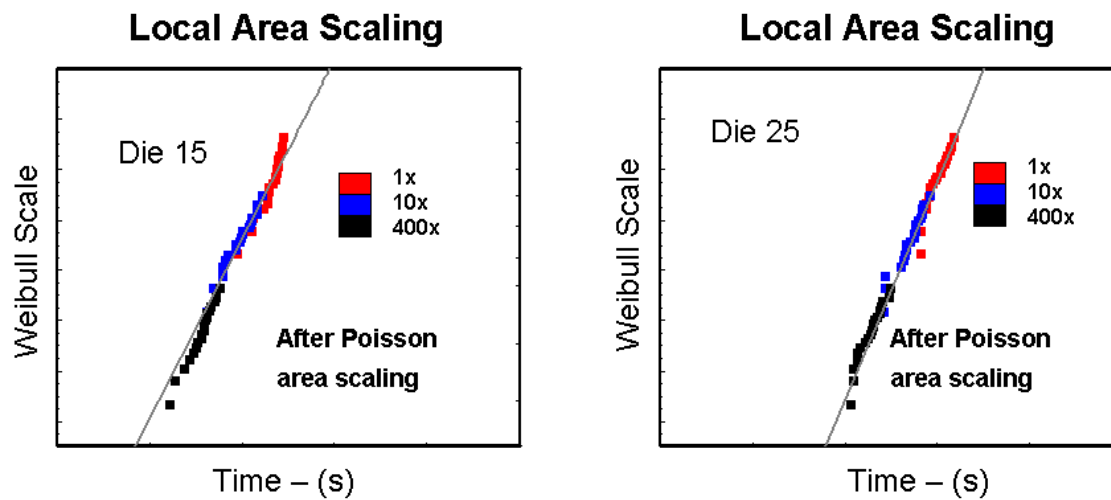 Local Area Scaling
Die 15
1x
10x
400x
After Poisson
area scaling
Weibull Scale
Time – (s)
Local Area Scaling
Die 25
1x
10x
400x
After Poisson
area scaling
Weibull Scale
Time – (s)